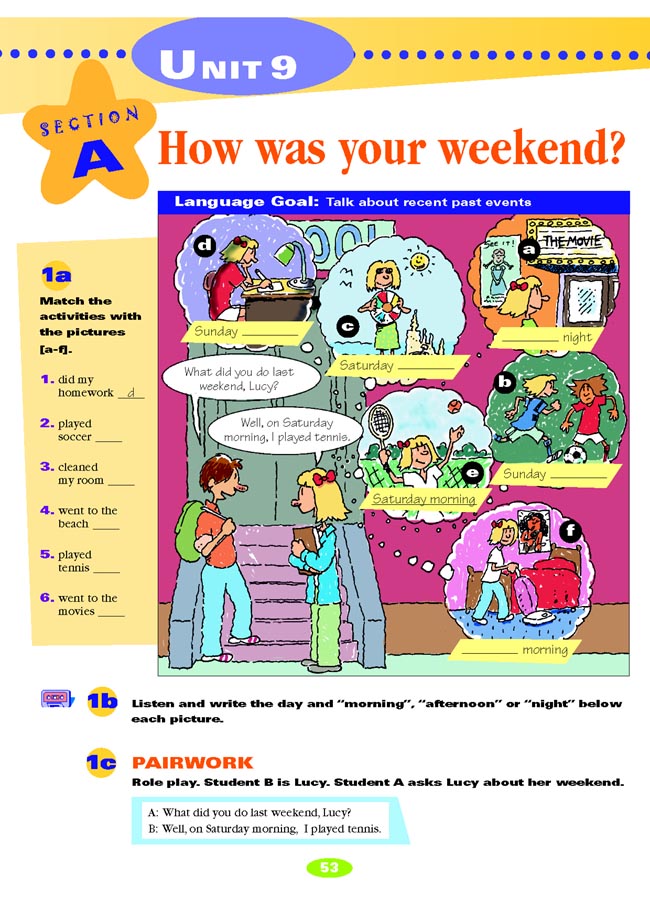 UNIT 9
SECTION
A
How was your weekend?
Language Goal: Talk about recent past events
1a
Match the
activities with
the pictures
[a-f].
1. did my
homework __d__
2. played
soccer ____
3. cleaned
my room ____
4. went to the
beach ____
5. played
tennis ____
6. went to the
movies ____
OOL
d
Sunday ________
c
Saturday ________
SEE IT!
a
THE MOVIE
________ night
What did you do last
weekend, Lucy?
Well, on Saturday
morning, I played tennis.
b
Sunday ________
e
Saturday morning
f
________ morning
1b
Listen and write the day and “morning”, “afternoon” or “night” below
each picture.
1c
PAIRWORK
Role play. Student B is Lucy. Student A asks Lucy about her weekend.
A: What did you do last weekend, Lucy?
B: Well, on Saturday morning, I played tennis.
53